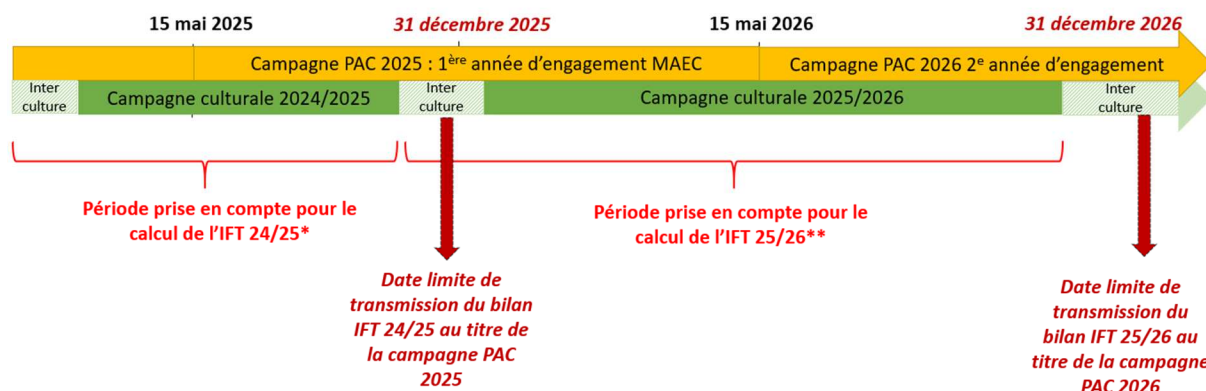 15 mai 2025
31 décembre 2025
15 mai 2026
31 décembre 2026
Campagne PAC 2025 : 1ère année d’engagement MAEC
Campagne PAC 2026 2e année d’engagement
Inter
culture
Campagne culturale 2024/2025
Inter
culture
Campagne culturale 2025/2026
Inter
culture
Période prise en compte pour le
calcul de l’IFT 24/25*
Période prise en compte pour le
calcul de l’IFT 25/26**
Date limite de
transmission du bilan
IFT 24/25 au titre de
la campagne PAC
2025
Date limite de
transmission du
bilan IFT 25/26 au
titre de la campagne
PAC 2026